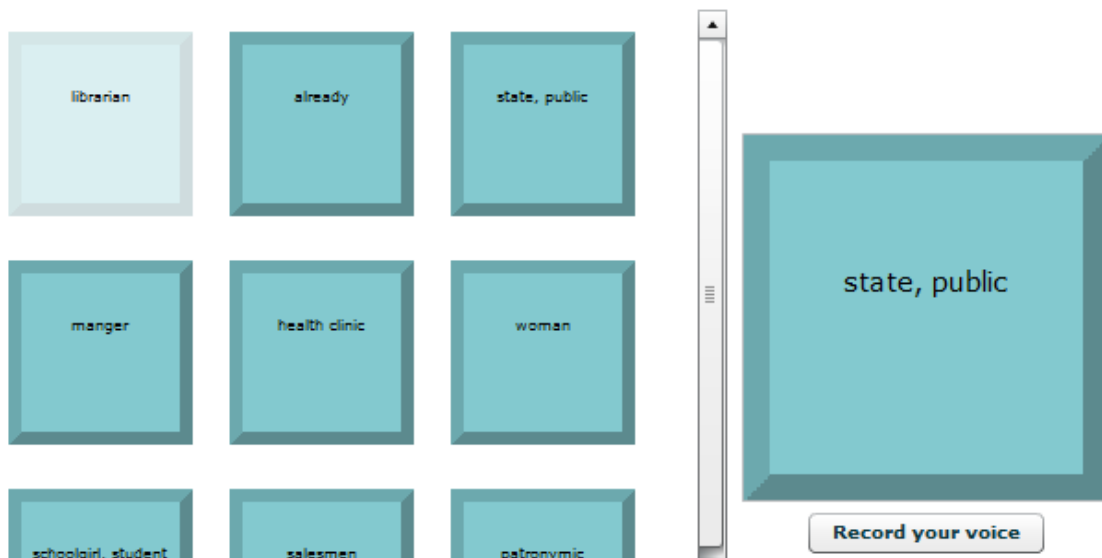 librarian
already
state, public
manger
health clinic
woman
schoolgirl, student
salesmen
patronymic
state, public
Record your voice